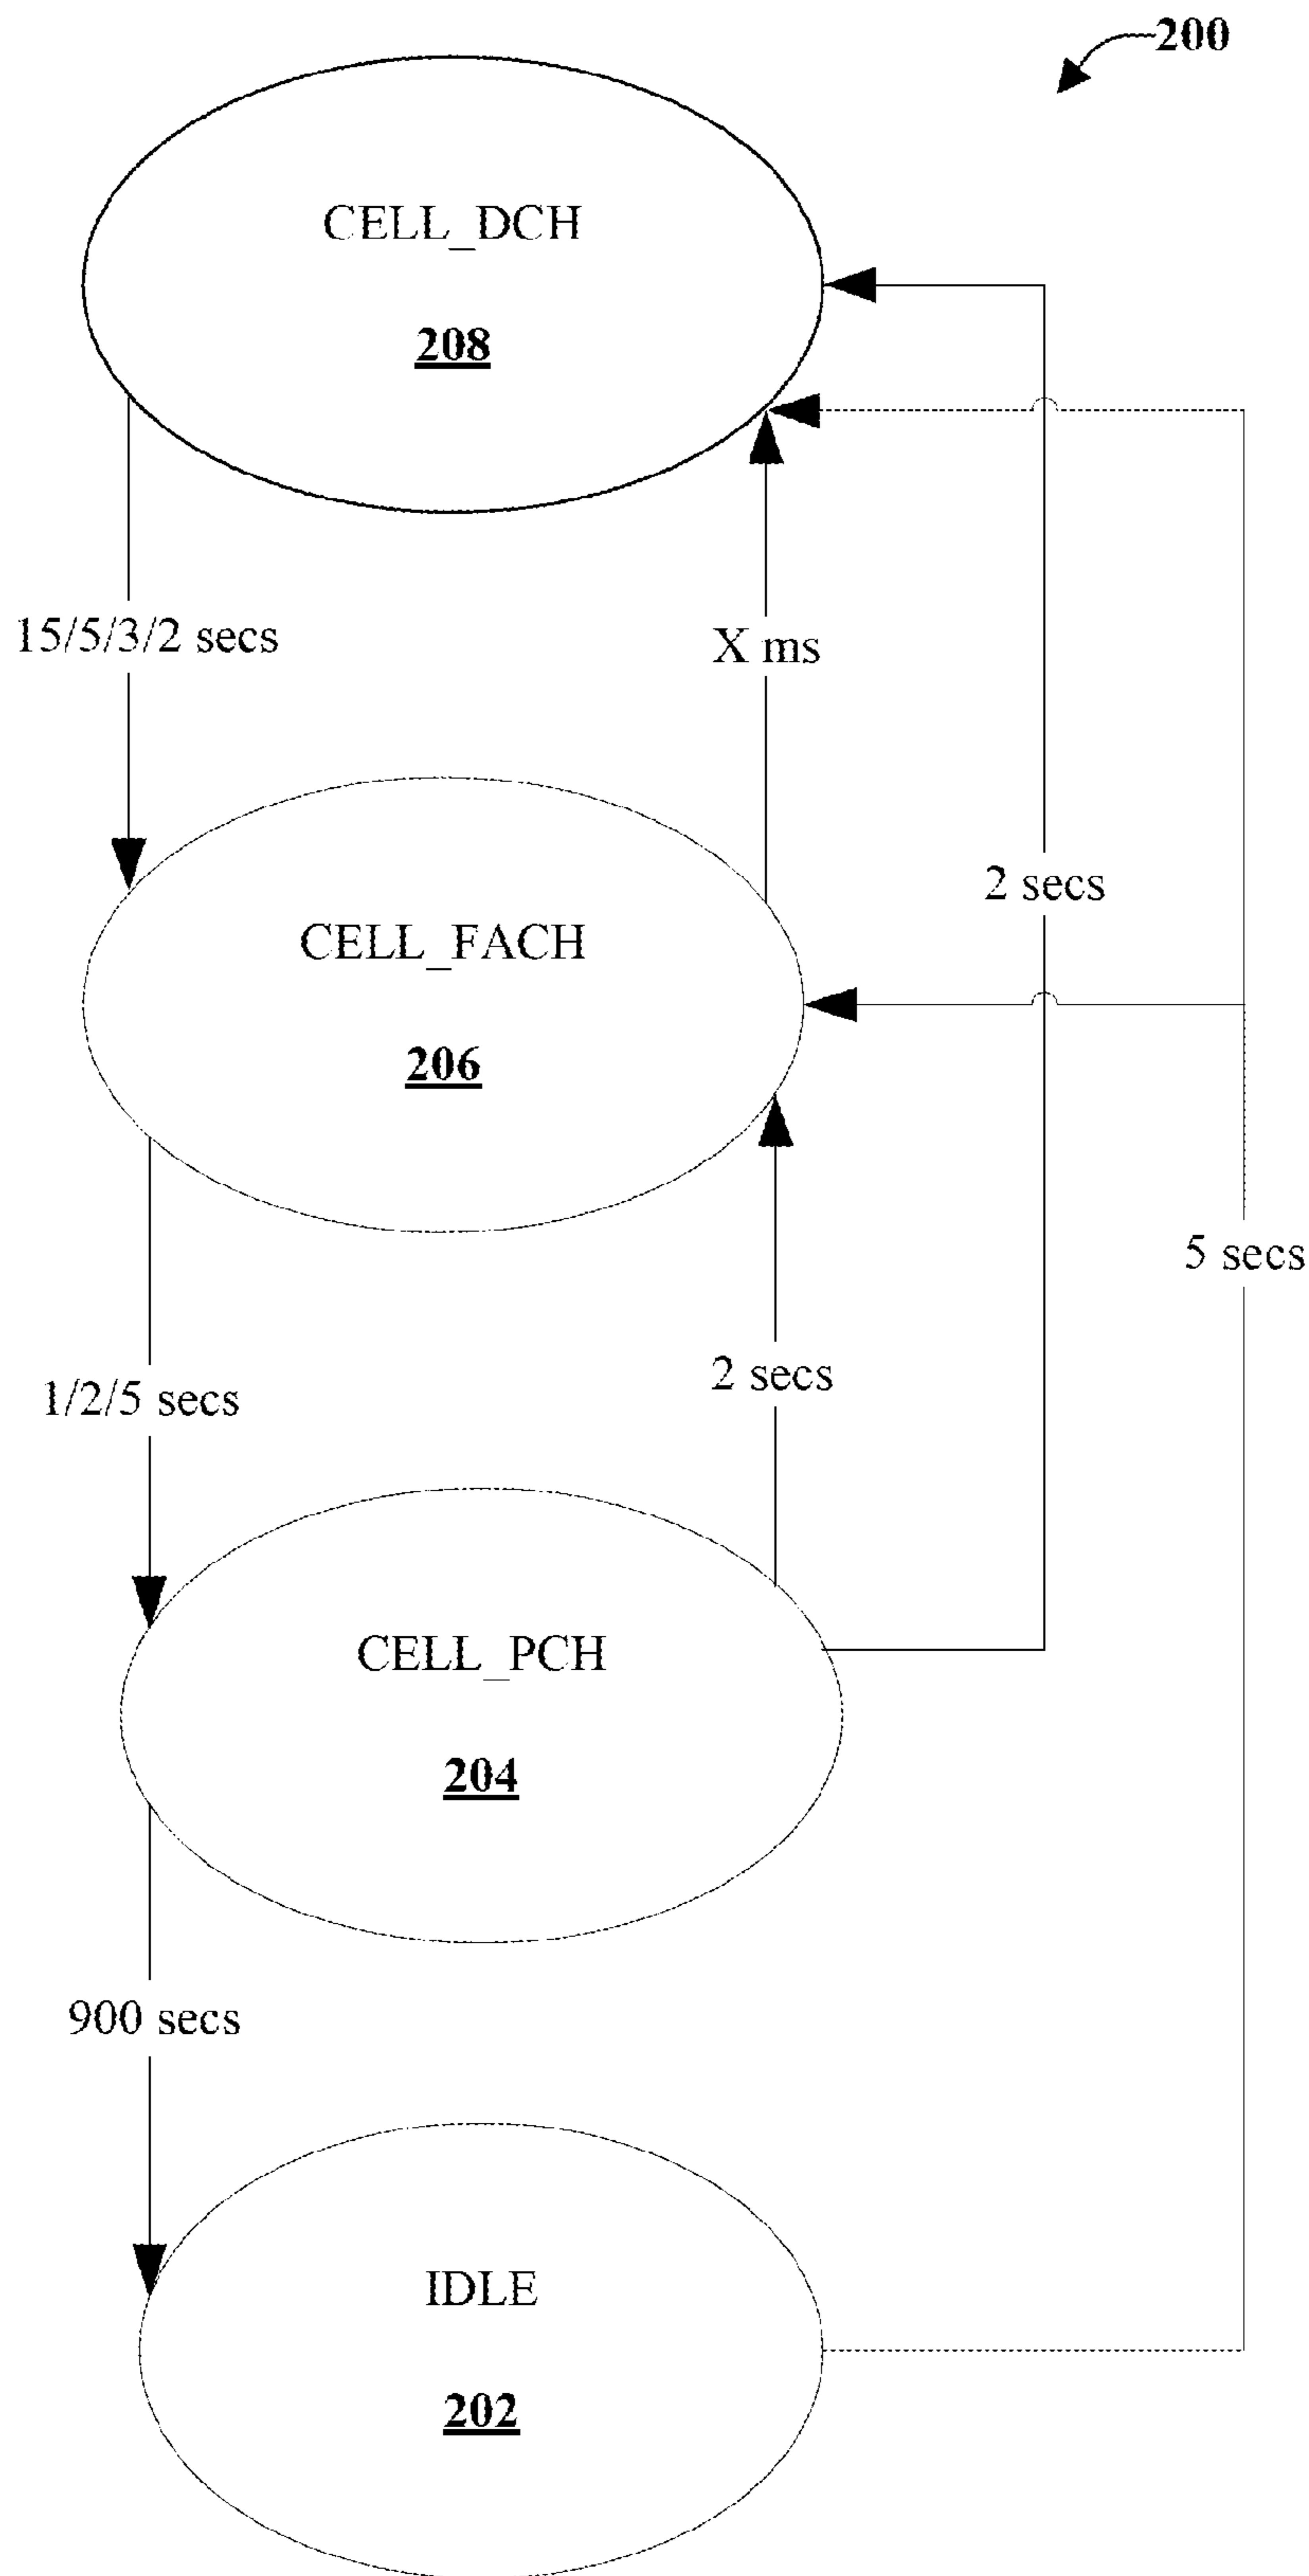 200
CELL_DCH
208
15/5/3/2 secs
X ms
2 secs
CELL_FACH
206
5 secs
1/2/5 secs
2 secs
CELL_PCH
204
900 secs
IDLE
202